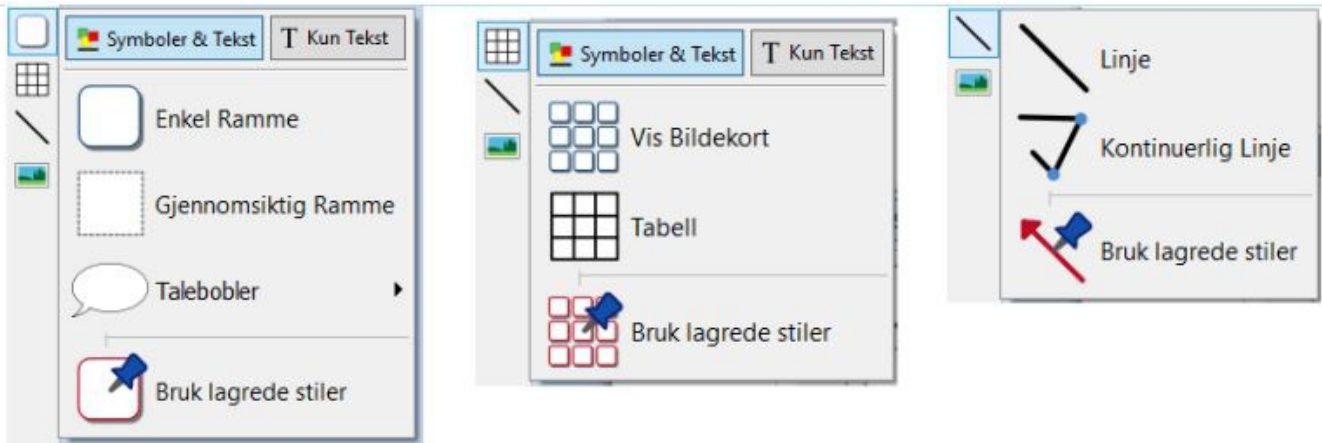 Symboler & Tekst
T Kun Tekst
Enkel Ramme
Gjennomsiktig Ramme
Talebobler
Bruk lagrede stiler
Symboler & Tekst
T Kun Tekst
Vis Bildekort
Tabell
Bruk lagrede stiler
Linje
Kontinuerlig Linje
Bruk lagrede stiler